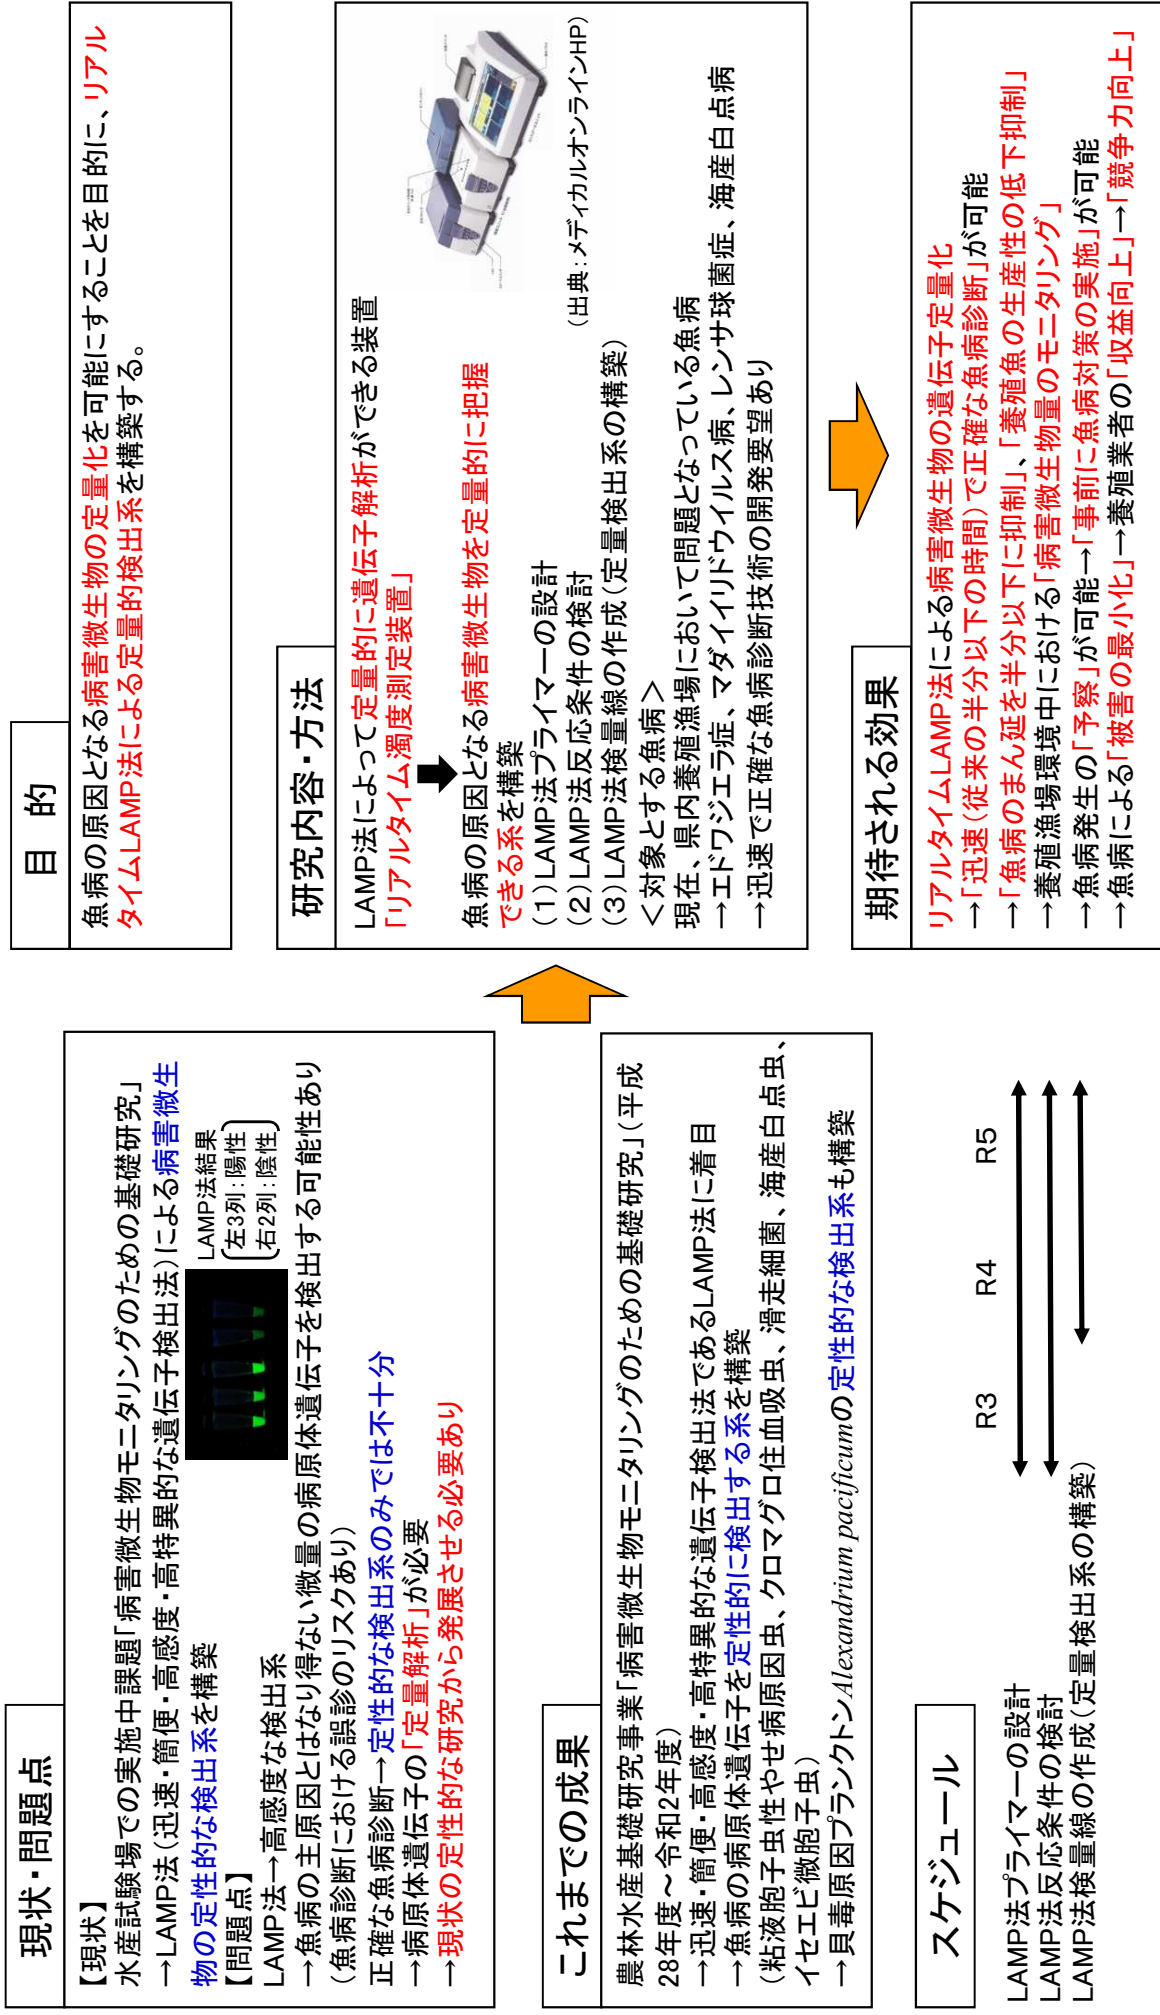 現状・問題点
【現状】
水産試験場での実施中課題「病害微生物モニタリングのための基礎研究」
→LAMP法(迅速・簡便・高感度・高特異的な遺伝子検出法)による病害微生
物の定性的な検出系を構築
LAMP法結果
左3列:陽性
右2列:陰性
【問題点】
LAMP法→高感度な検出系
→魚病の主原因とはなり得ない微量の病原体遺伝子を検出する可能性あり
(魚病診断における誤診のリスクあり)
正確な魚病診断→定性的な検出系のみでは不十分
→病原体遺伝子の「定量解析」が必要
→現状の定性的な研究から発展させる必要あり
これまでの成果
農林水産基礎研究事業「病害微生物モニタリングのための基礎研究」(平成
28年度～令和2年度)
→迅速・簡便・高感度・高特異的な遺伝子検出法であるLAMP法に着目
→魚病の病原体遺伝子を定性的に検出する系を構築
(粘液胞子虫性やせ病原因虫、クロマグロ住血吸虫、滑走細菌、海産白点虫、
イセエビ微胞子虫)
→貝毒原因プランクトンAlexandrium pacificumの定性的な検出系も構築
スケジュール
R3 R4 R5
LAMP法プライマーの設計
LAMP法反応条件の検討
LAMP法検量線の作成(定量検出系の構築)
目 的
魚病の原因となる病害微生物の定量化を可能にすることを目的に、リアル
タイムLAMP法による定量的検出系を構築する。
研究内容・方法
LAMP法によって定量的に遺伝子解析ができる装置
「リアルタイム濁度測定装置」
魚病の原因となる病害微生物を定量的に把握
できる系を構築
(1)LAMP法プライマーの設計
(2)LAMP法反応条件の検討
(出典:メディカルオンラインHP)
(3)LAMP法検量線の作成(定量検出系の構築)
＜対象とする魚病＞
現在、県内養殖漁場において問題となっている魚病
→エドワジエラ症、マダイイリドウイルス病、レンサ球菌症、海産白点病
→迅速で正確な魚病診断技術の開発要望あり
期待される効果
リアルタイムLAMP法による病害微生物の遺伝子定量化
→「迅速(従来の半分以下の時間)で正確な魚病診断」が可能
→「魚病のまん延を半分以下に抑制」、「養殖魚の生産性の低下抑制」
→養殖漁場環境中における「病害微生物量のモニタリング」
→魚病発生の「予察」が可能→「事前に魚病対策の実施」が可能
→魚病による「被害の最小化」→養殖業者の「収益向上」→「競争力向上」